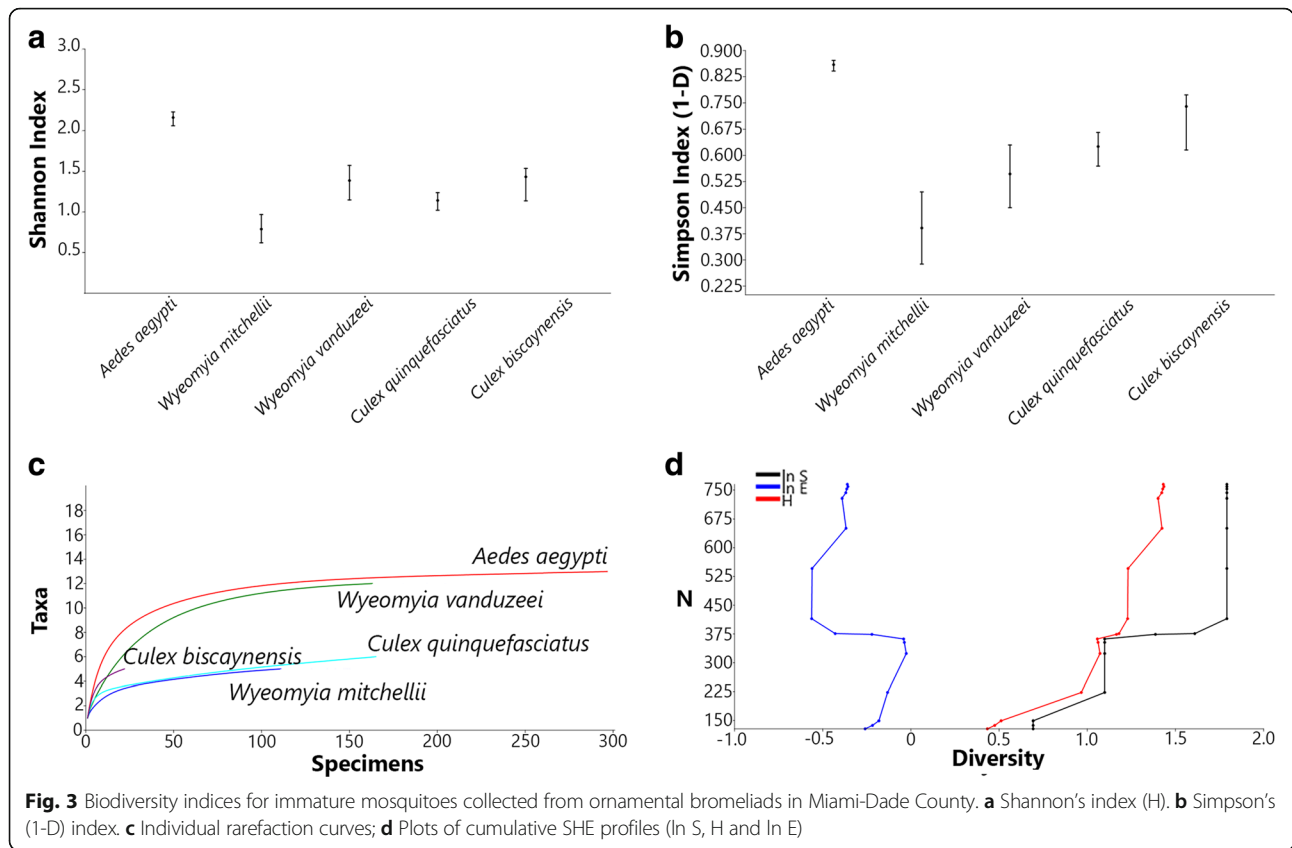 a
3.0
2.5
2.0
1.5
1.0
0.5
Shannon Index
Aedes aegypti
Wyeomyia mitchellii
Wyeomyia vanduzeei
Culex quinquefasciatus
Culex biscaynensis
b
0.900
0.825
0.750
0.675
0.600
0.525
0.450
0.375
0.300
0.225
Simpson Index (1-D)
Aedes aegypti
Wyeomyia mitchellii
Wyeomyia vanduzeei
Culex quinquefasciatus
Culex biscaynensis
c
Taxa
18
16
14
12
10
8
6
4
2
0
Aedes aegypti
Wyeomyia vanduzeei
Culex quinquefasciatus
Culex biscaynensis
Wyeomyia mitchellii
0 50 100 150 200 250 300
Specimens
d
ln S
ln E
H
750
675
600
525
450
375
300
225
150
N
-1.0 -0.5 0 0.5 1.0 1.5 2.0
Diversity
Fig. 3 Biodiversity indices for immature mosquitoes collected from ornamental bromeliads in Miami-Dade County. a Shannon's index (H). b Simpson's
(1-D) index. c Individual rarefaction curves; d Plots of cumulative SHE profiles (ln S, H and ln E)